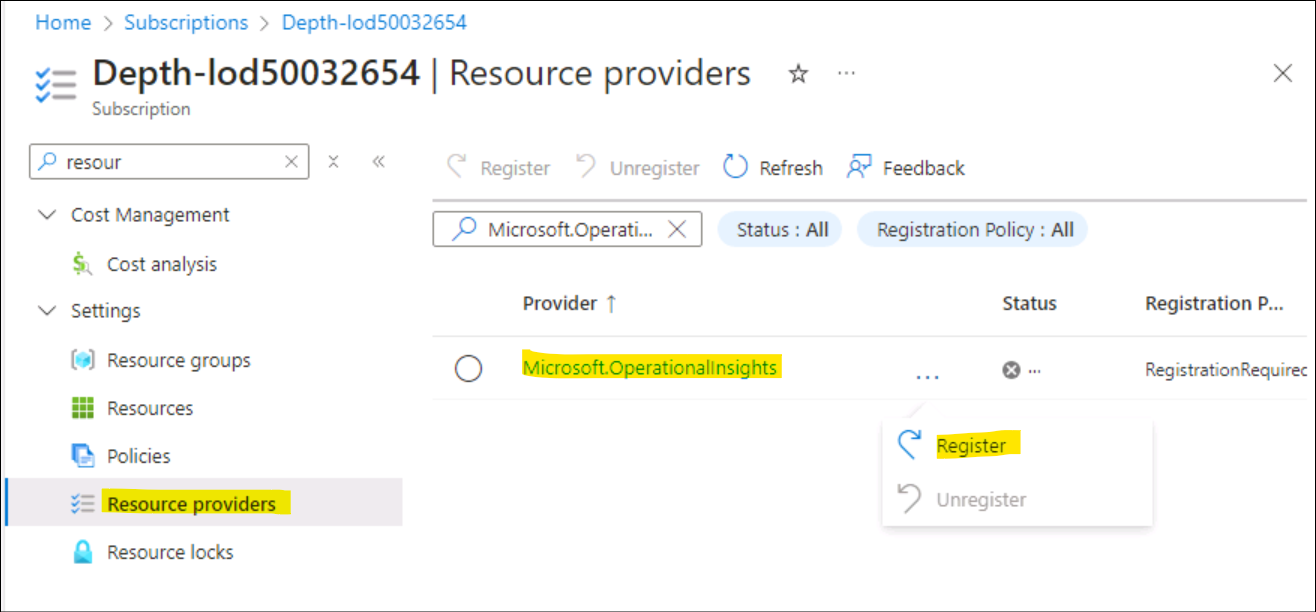 Home > Subscriptions > Depth-lod50032654
Depth-lod50032654 | Resource providers
Subscription
resour
Register Unregister Refresh Feedback
Cost Management
Cost analysis
Settings
Resource groups
Resources
Policies
Resource providers
Resource locks
Microsoft.Operati... Status : All Registration Policy : All
Provider ↑ Status Registration P...
Microsoft.OperationalInsights ... ... RegistrationRequired
Register
Unregister